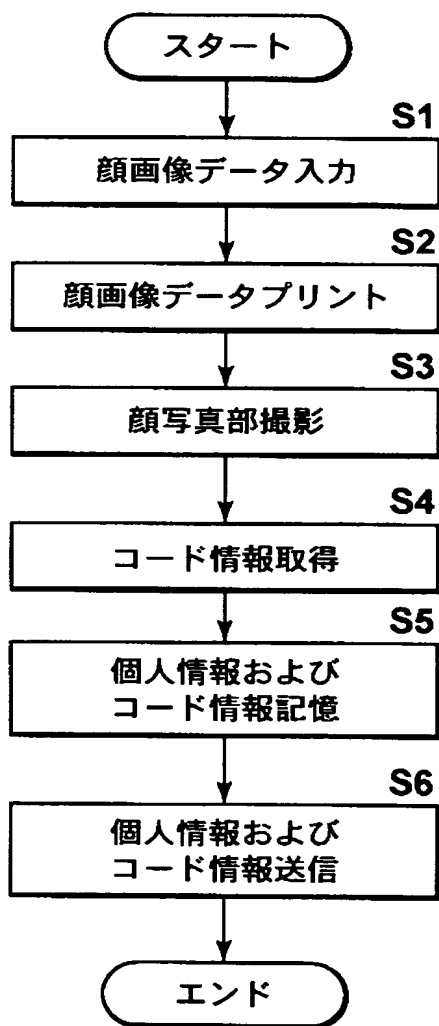 スタート
S1
顔画像データ入力
S2
顔画像データプリント
S3
顔写真部撮影
S4
コード情報取得
S5
個人情報および
コード情報記憶
S6
個人情報および
コード情報送信
エンド